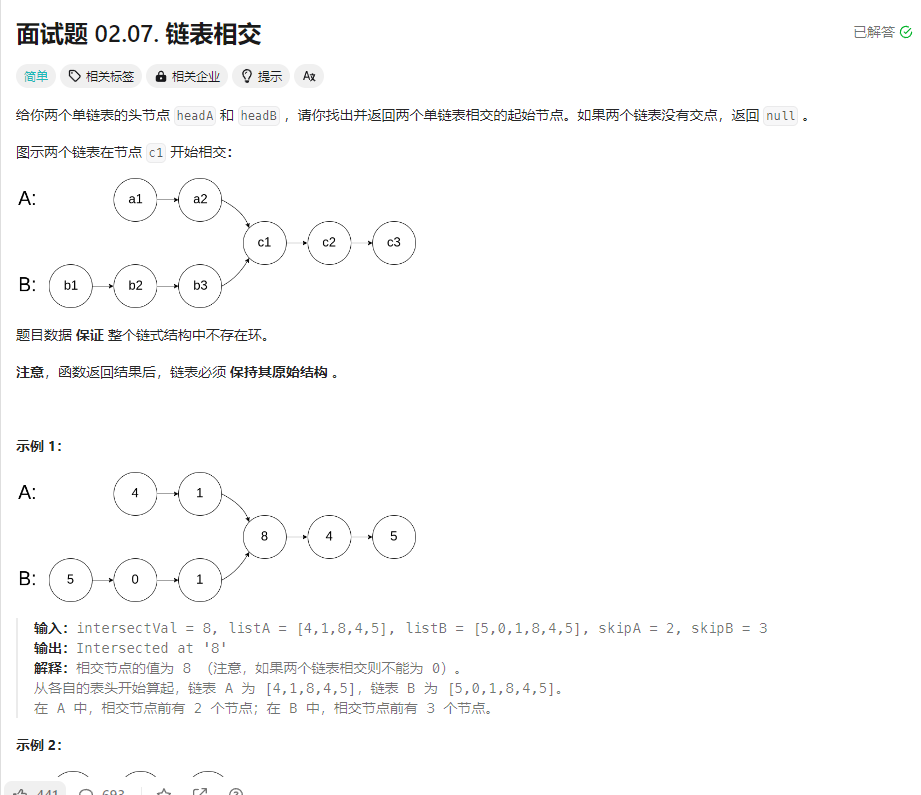 面试题 02.07. 链表相交
已解答
简单 相关标签 相关企业 提示 Aא
给你两个单链表的头节点 headA 和 headB ，请你找出并返回两个单链表相交的起始节点。如果两个链表没有交点，返回 null 。
图示两个链表在节点 c1 开始相交：
A: a1 a2
c1 c2 c3
B: b1 b2 b3
题目数据 保证 整个链式结构中不存在环。
注意，函数返回结果后，链表必须 保持其原始结构 。
示例 1：
A: 4 1
8 4 5
B: 5 0 1
输入：intersectVal = 8, listA = [4,1,8,4,5], listB = [5,0,1,8,4,5], skipA = 2, skipB = 3
输出：Intersected at '8'
解释：相交节点的值为 8 （注意，如果两个链表相交则不能为 0）。
从各自的表头开始算起，链表 A 为 [4,1,8,4,5]，链表 B 为 [5,0,1,8,4,5]。
在 A 中，相交节点前有 2 个节点；在 B 中，相交节点前有 3 个节点。
示例 2：
441 693